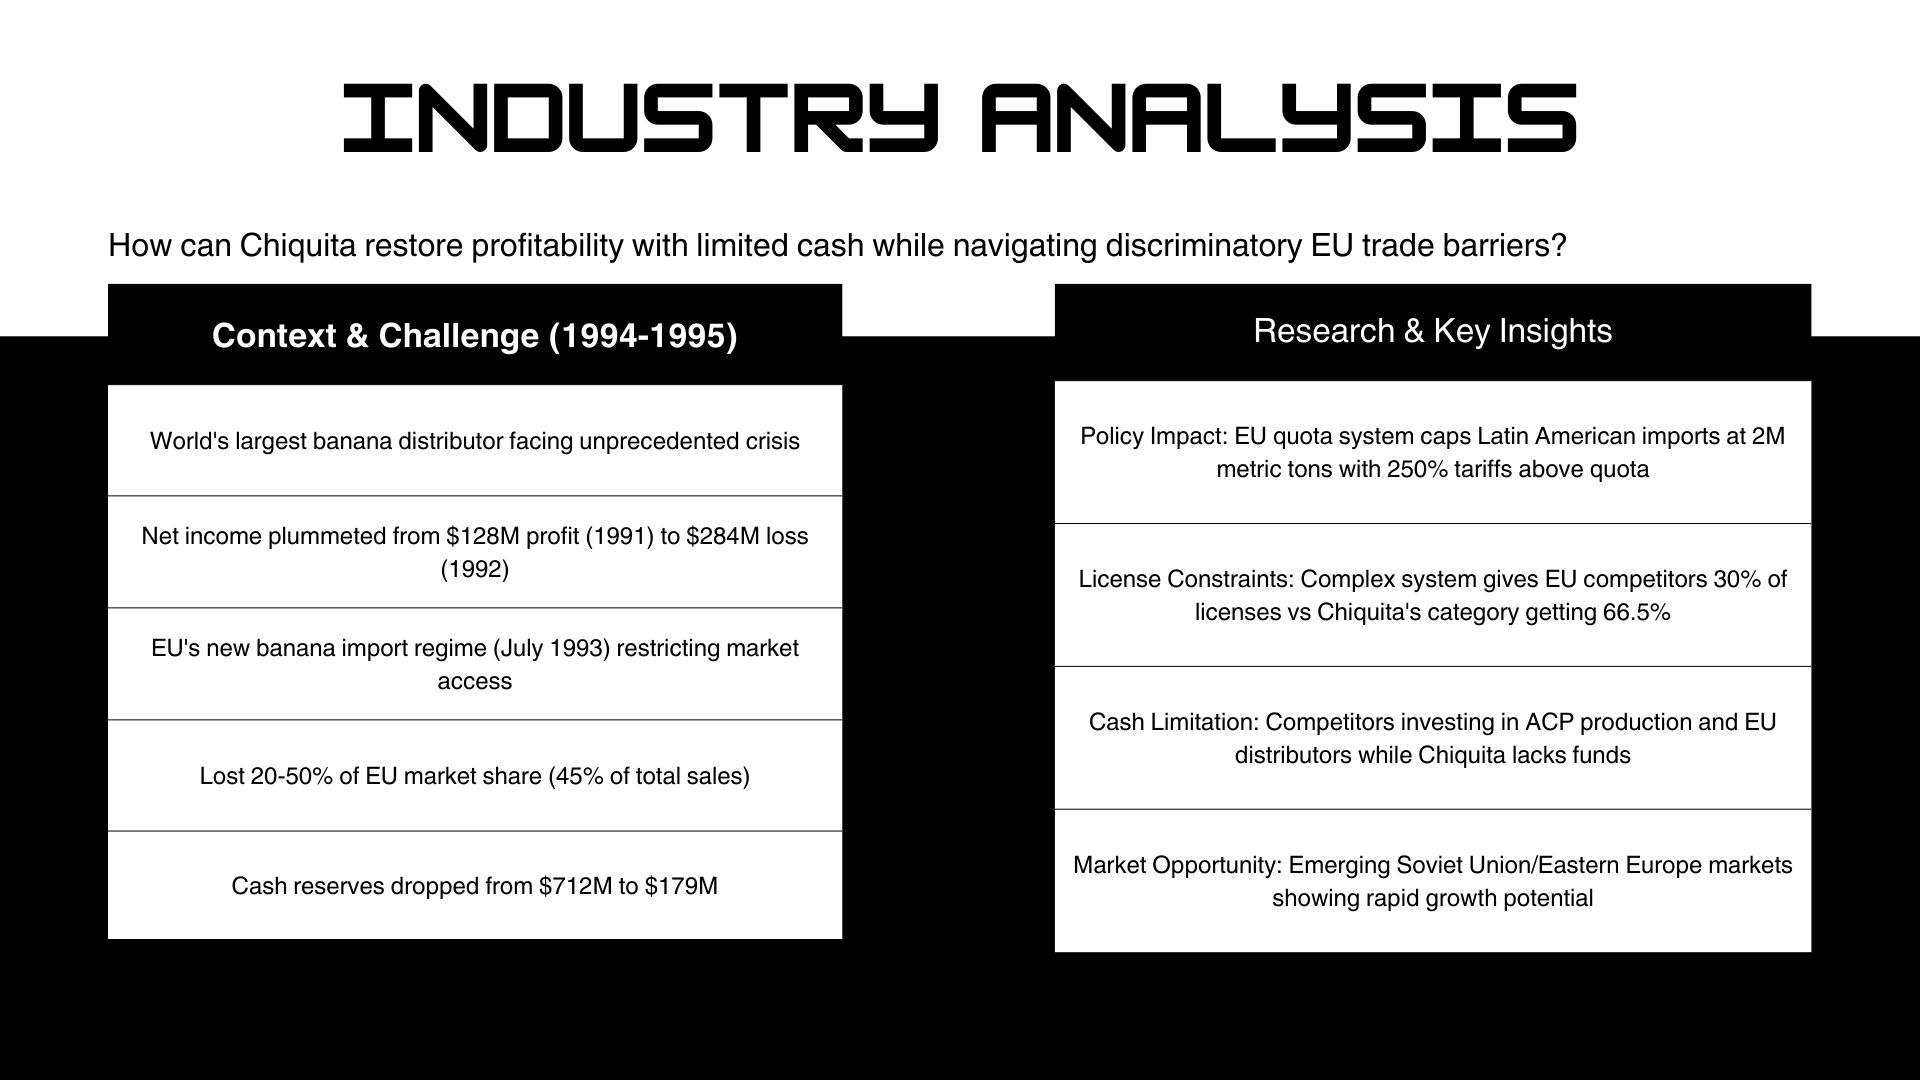 INDUSTRY ANALYSIS
How can Chiquita restore profitability with limited cash while navigating discriminatory EU trade barriers?
Context & Challenge (1994-1995)
World's largest banana distributor facing unprecedented crisis
Net income plummeted from $128M profit (1991) to $284M loss
(1992)
EU's new banana import regime (July 1993) restricting market
access
Lost 20-50% of EU market share (45% of total sales)
Cash reserves dropped from $712M to $179M
Research & Key Insights
Policy Impact: EU quota system caps Latin American imports at 2M
metric tons with 250% tariffs above quota
License Constraints: Complex system gives EU competitors 30% of
licenses vs Chiquita's category getting 66.5%
Cash Limitation: Competitors investing in ACP production and EU
distributors while Chiquita lacks funds
Market Opportunity: Emerging Soviet Union/Eastern Europe markets
showing rapid growth potential